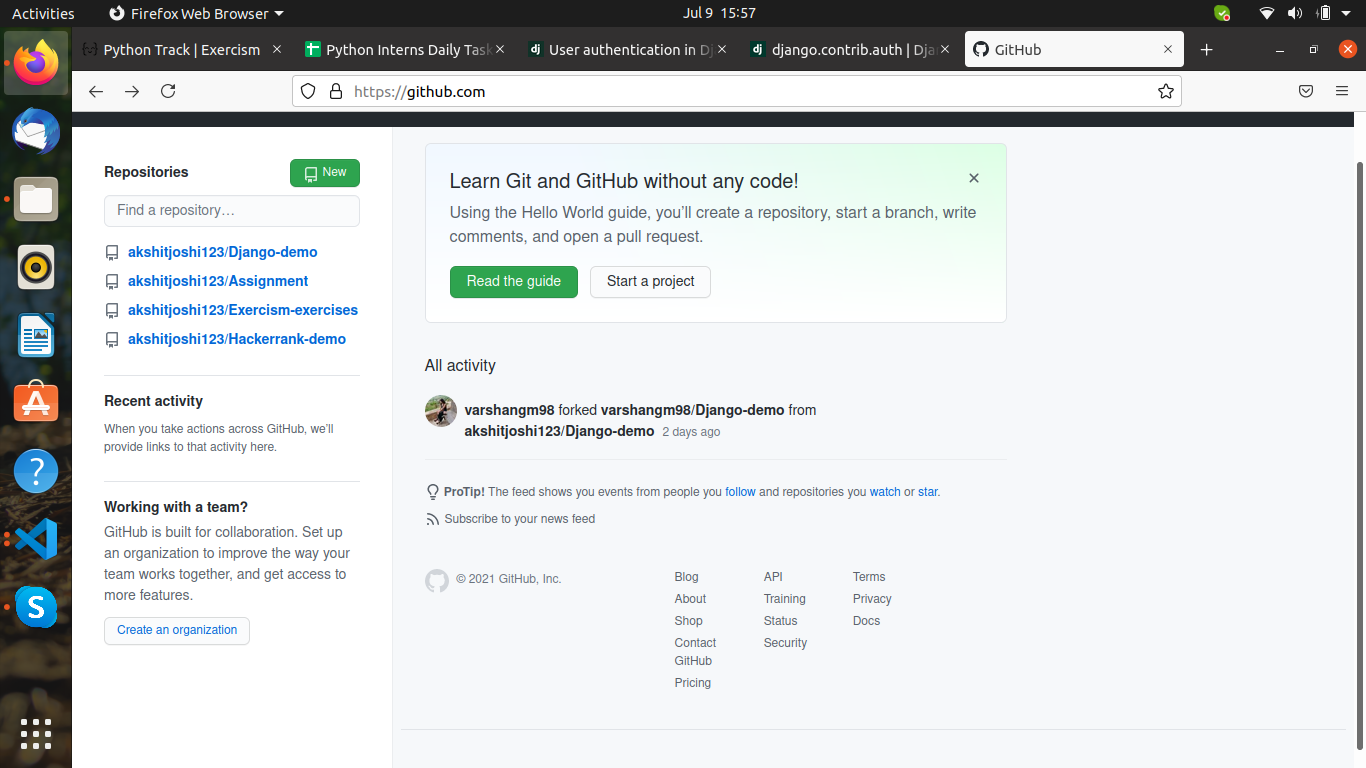 Activities
Firefox Web Browser
Jul 9 15:57
Python Track | Exercism
Python Interns Daily Task
User authentication in Dj
django.contrib.auth | Dja
GitHub
https://github.com
Repositories
New
Find a repository…
akshitjoshi123/Django-demo
akshitjoshi123/Assignment
akshitjoshi123/Exercism-exercises
akshitjoshi123/Hackerrank-demo
Recent activity
When you take actions across GitHub, we'll
provide links to that activity here.
Working with a team?
GitHub is built for collaboration. Set up
an organization to improve the way your
team works together, and get access to
more features.
Create an organization
Learn Git and GitHub without any code!
Using the Hello World guide, you'll create a repository, start a branch, write
comments, and open a pull request.
Read the guide
Start a project
All activity
varshangm98 forked varshangm98/Django-demo from
akshitjoshi123/Django-demo 2 days ago
ProTip! The feed shows you events from people you follow and repositories you watch or star.
Subscribe to your news feed
© 2021 GitHub, Inc.
Blog
About
Shop
Contact
GitHub
Pricing
API
Training
Status
Security
Terms
Privacy
Docs